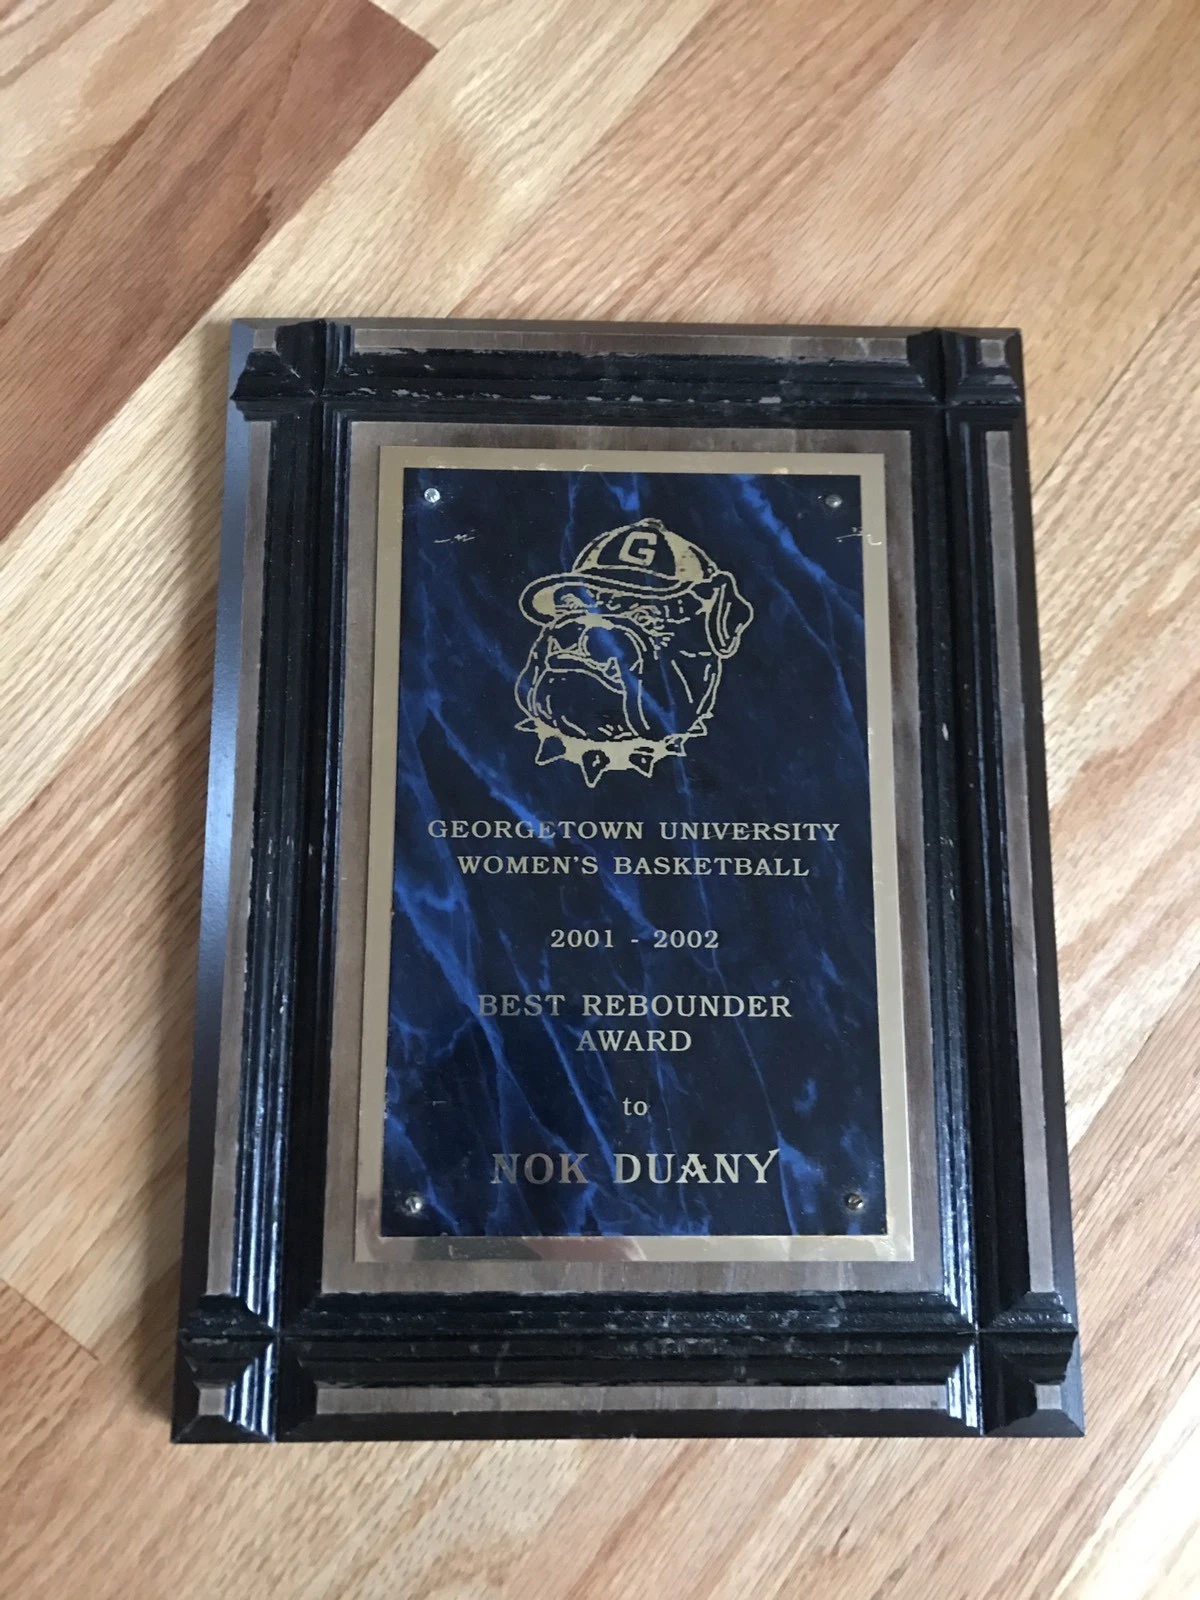 G
GEORGETOWN UNIVERSITY
WOMEN'S BASKETBALL
2001 - 2002
BEST REBOUNDER
AWARD
to
NOK DUANY